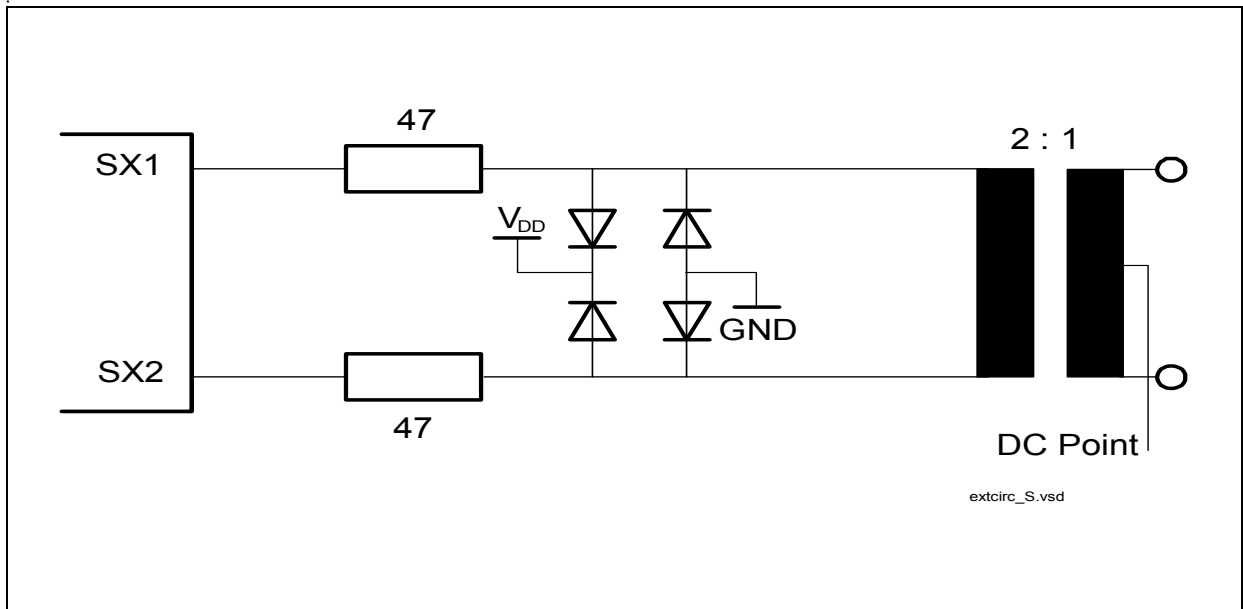 47
2 : 1
SX1
VDD
GND
SX2
47
DC Point
extcirc_S.vsd